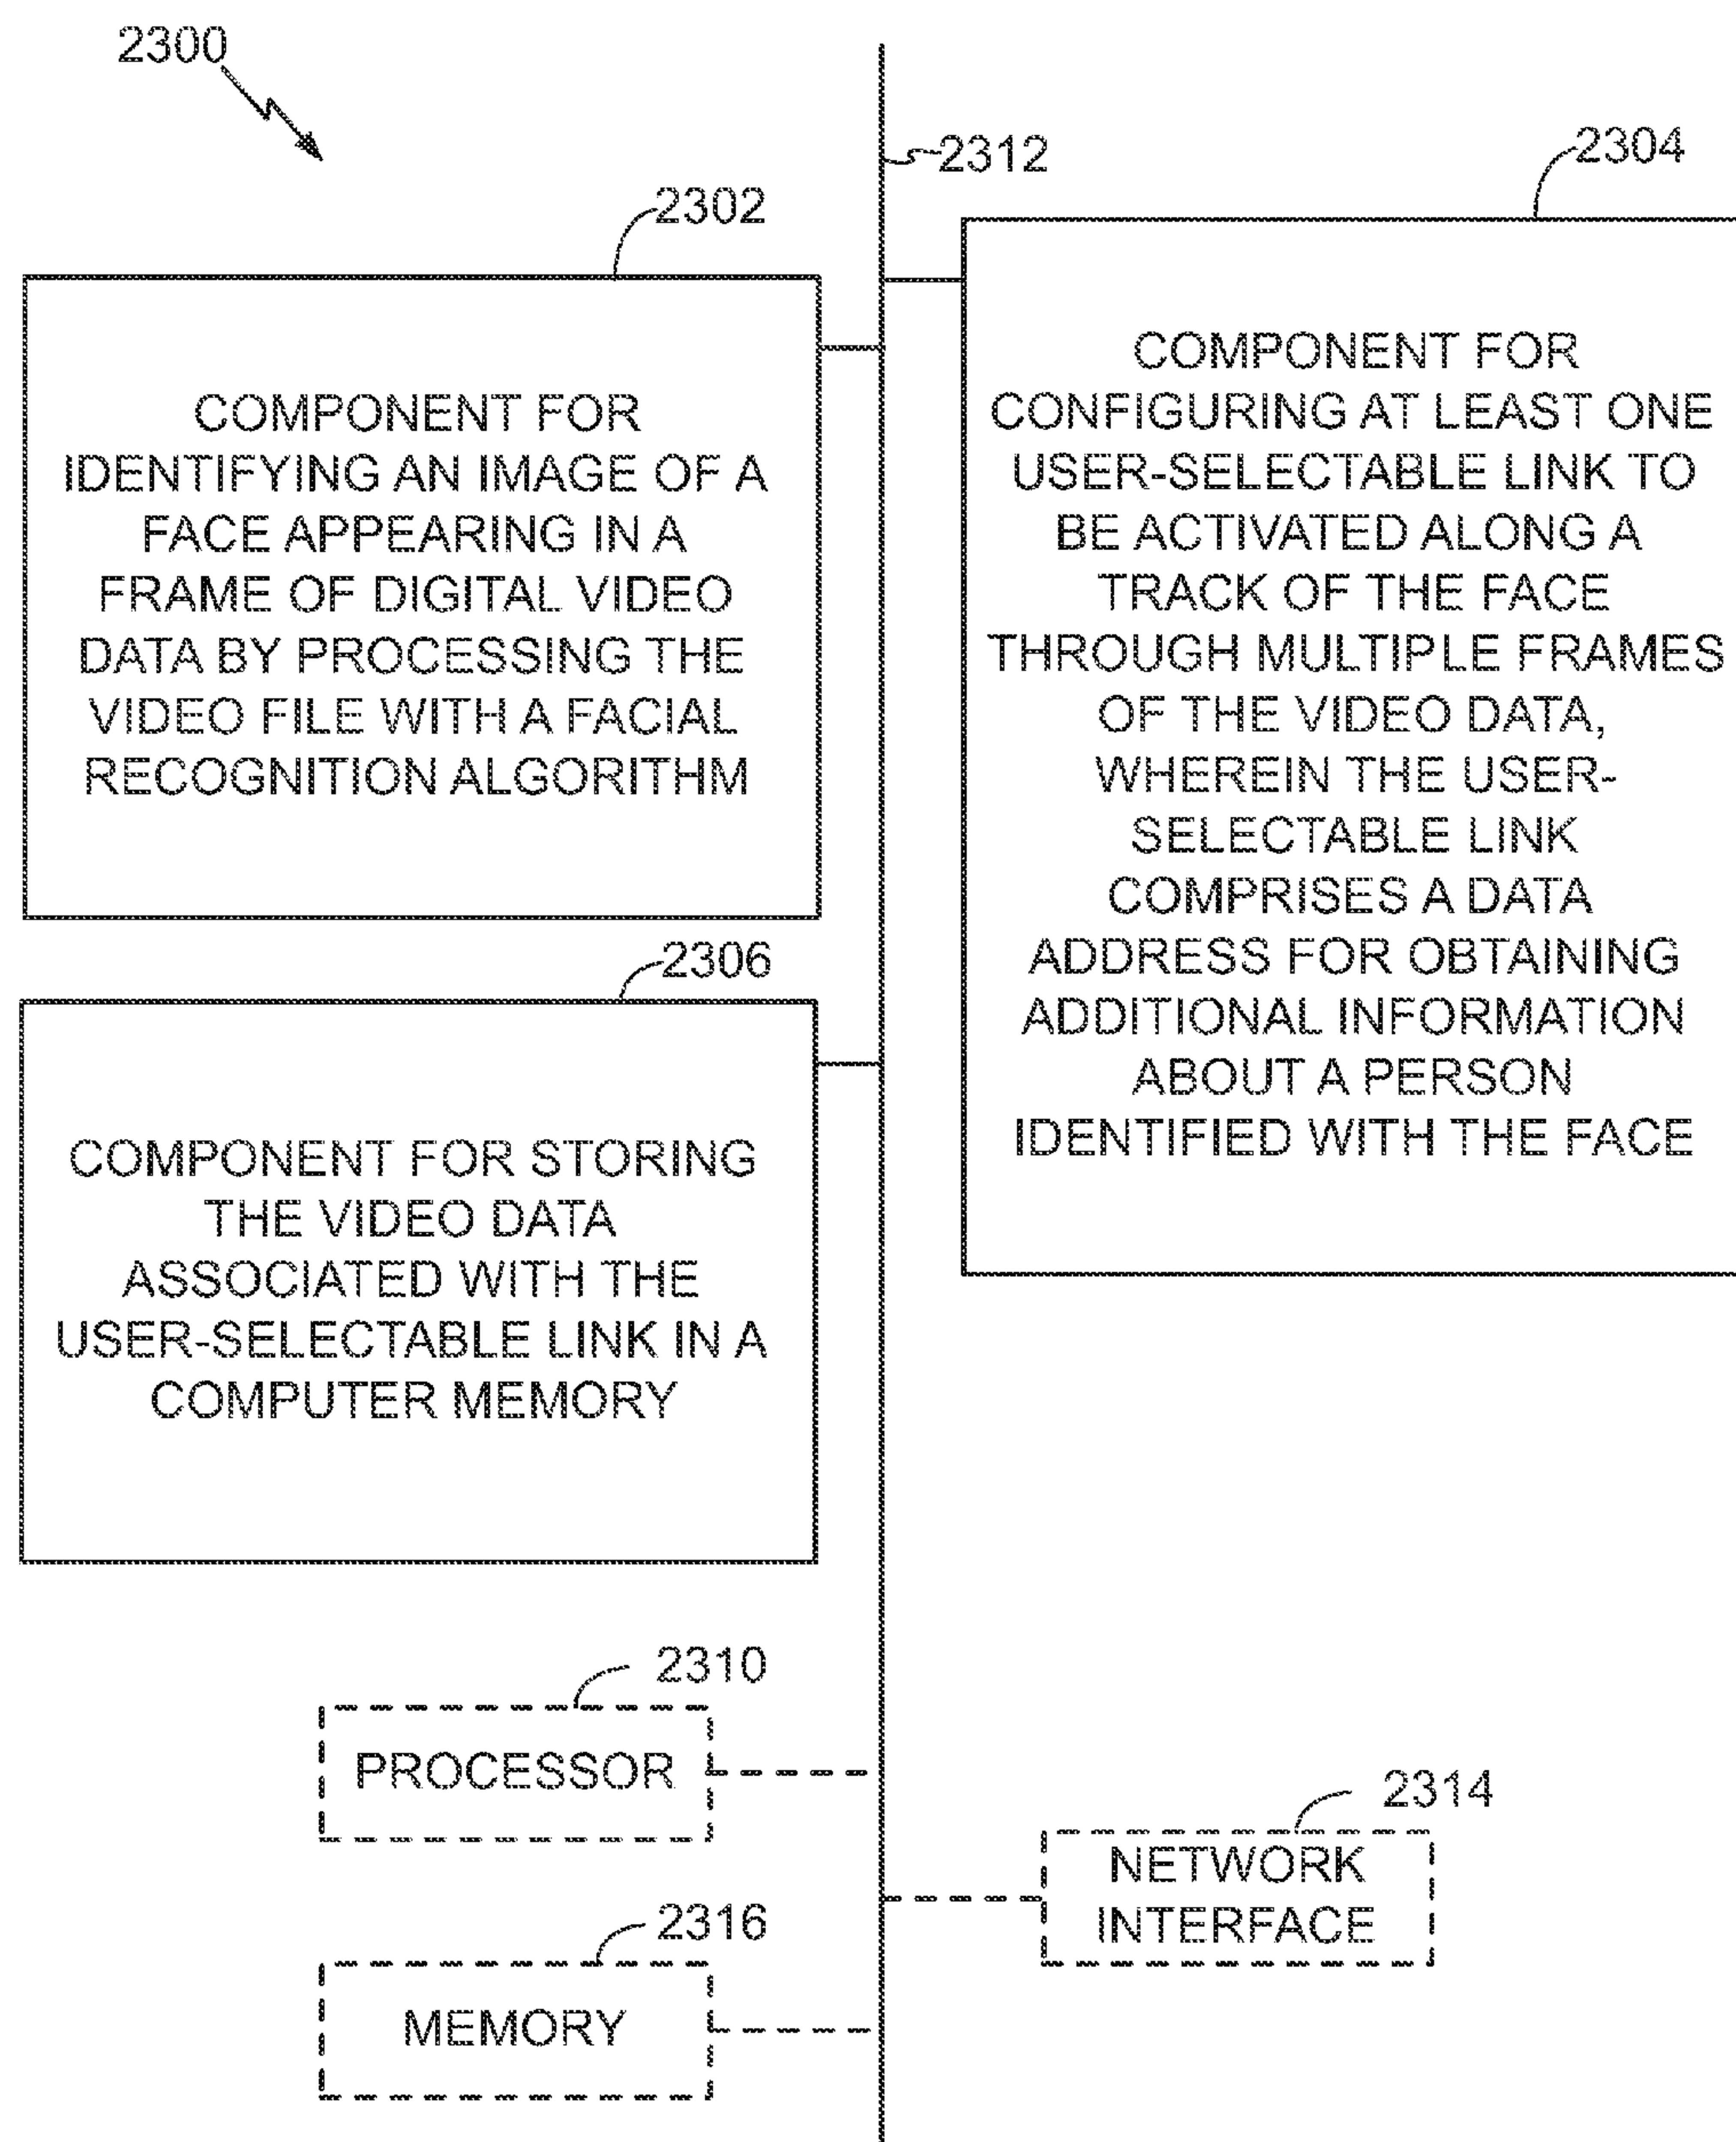 2300
2312
2304
2302
COMPONENT FOR
IDENTIFYING AN IMAGE OF A
FACE APPEARING IN A
FRAME OF DIGITAL VIDEO
DATA BY PROCESSING THE
VIDEO FILE WITH A FACIAL
RECOGNITION ALGORITHM
COMPONENT FOR
CONFIGURING AT LEAST ONE
USER-SELECTABLE LINK TO
BE ACTIVATED ALONG A
TRACK OF THE FACE
THROUGH MULTIPLE FRAMES
OF THE VIDEO DATA,
WHEREIN THE USER-
SELECTABLE LINK
COMPRISES A DATA
ADDRESS FOR OBTAINING
ADDITIONAL INFORMATION
ABOUT A PERSON
IDENTIFIED WITH THE FACE
2306
COMPONENT FOR STORING
THE VIDEO DATA
ASSOCIATED WITH THE
USER-SELECTABLE LINK IN A
COMPUTER MEMORY
2310
PROCESSOR
2314
NETWORK
INTERFACE
2316
MEMORY